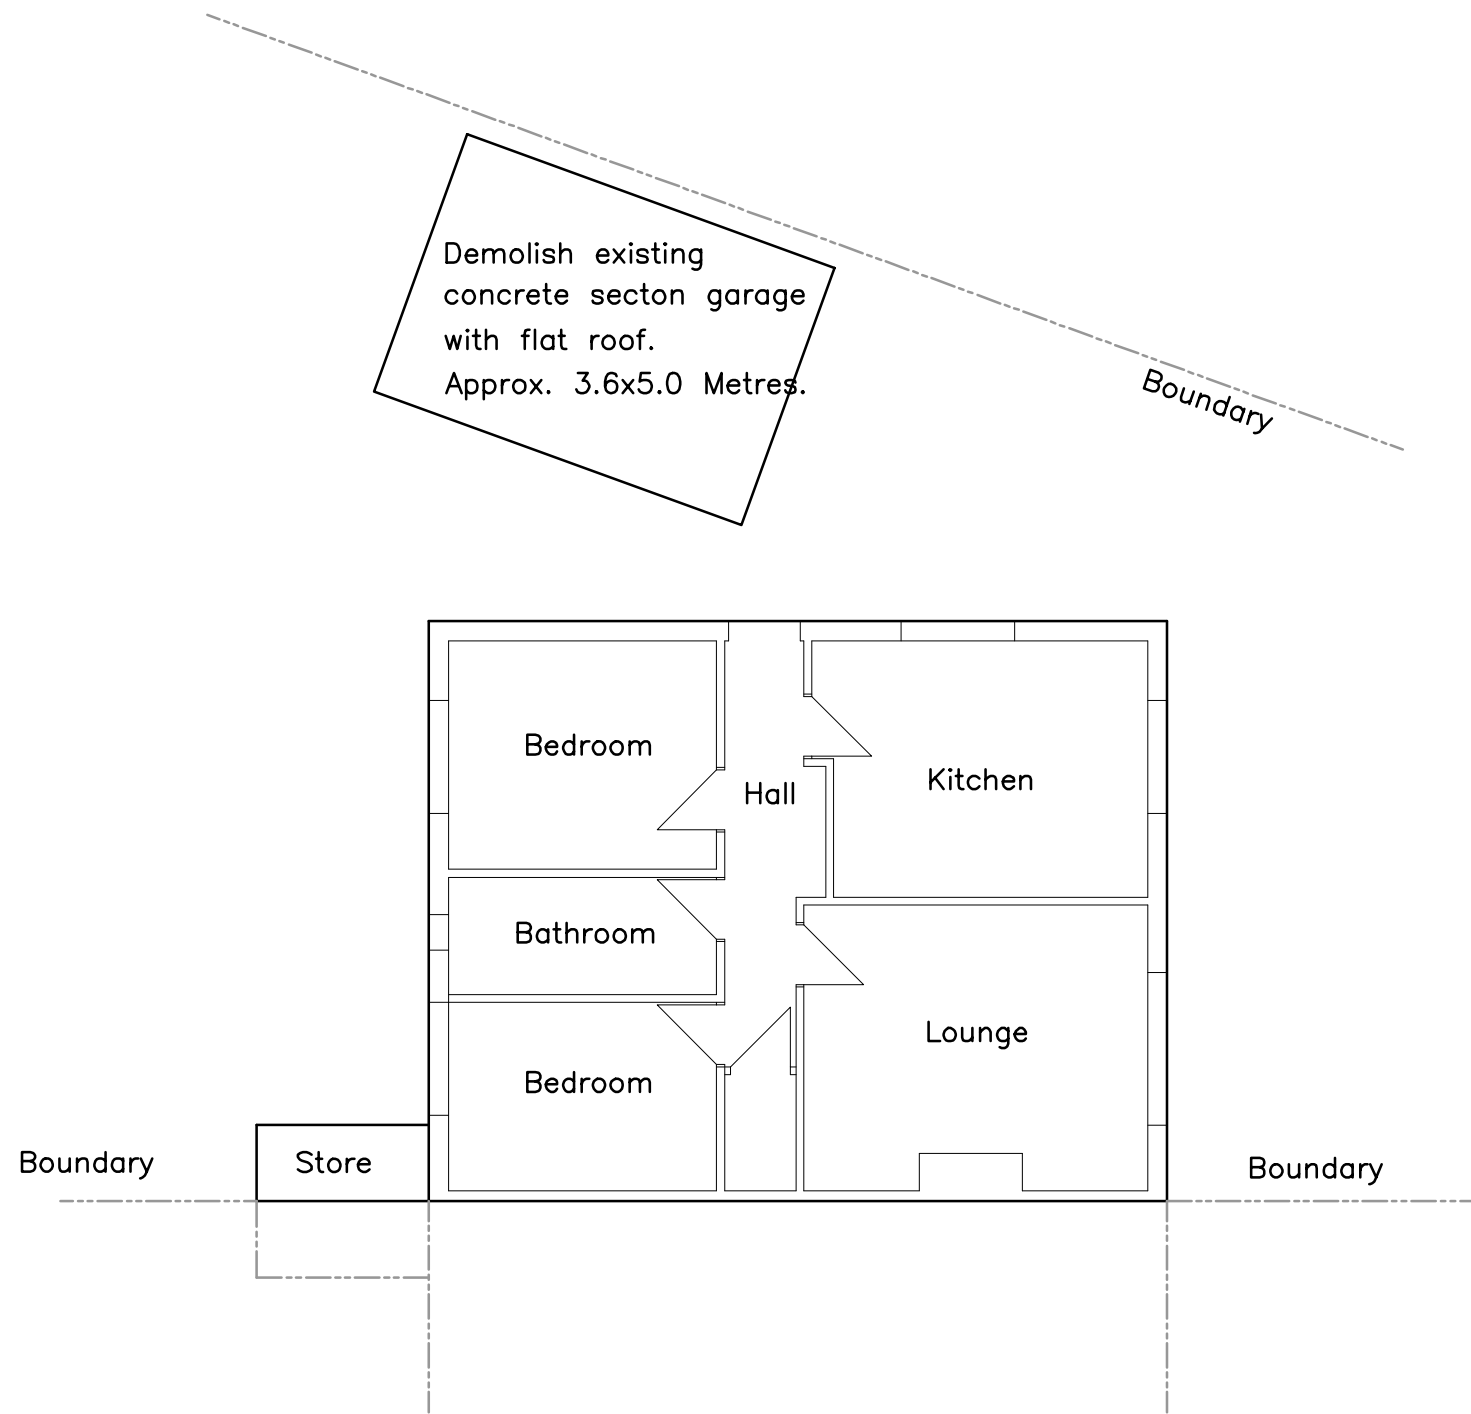 Demolish existing
concrete secton garage
with flat roof.
Approx. 3.6x5.0 Metres.
Boundary
Bedroom
Hall
Kitchen
Bathroom
Lounge
Bedroom
Boundary
Store
Boundary